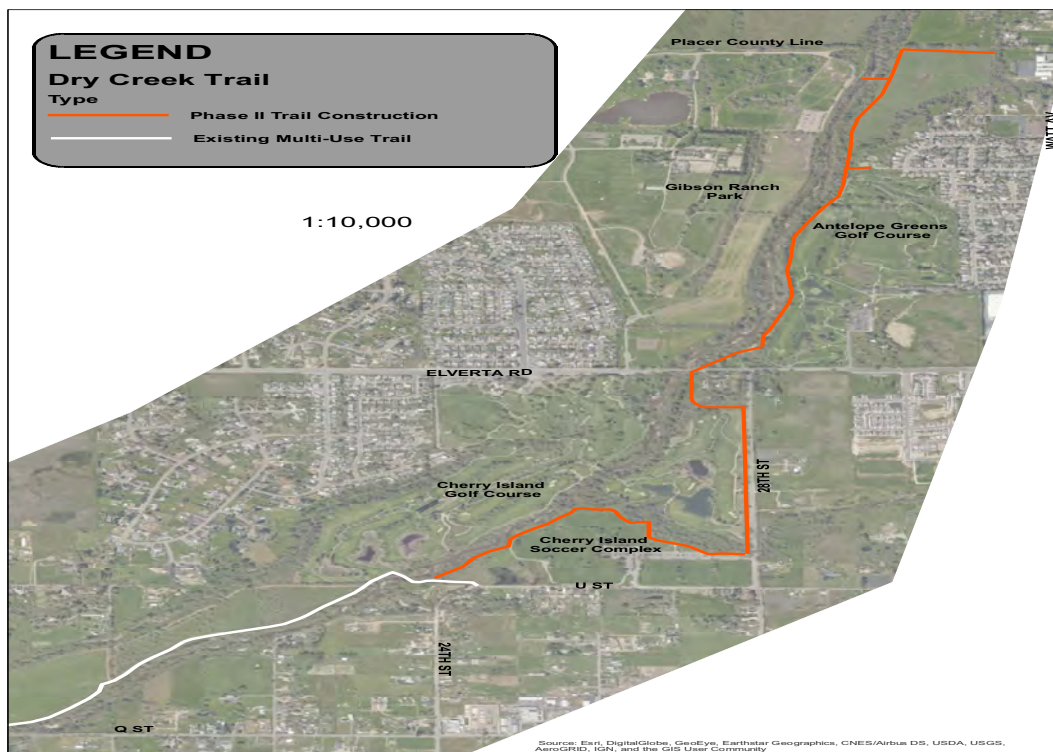 LEGEND
Dry Creek Trail
Type
Phase II Trail Construction
Existing Multi-Use Trail
1:10,000
Placer County Line
WATT AV
Gibson Ranch
Park
Antelope Greens
Golf Course
ELVERTA RD
28TH ST
Cherry Island
Golf Course
Cherry Island
Soccer Complex
U ST
24TH ST
Q ST
Source: Esri, DigitalGlobe, GeoEye, Earthstar Geographics, CNES/Airbus DS, USDA, USGS,
AeroGRID, IGN, and the GIS User Community